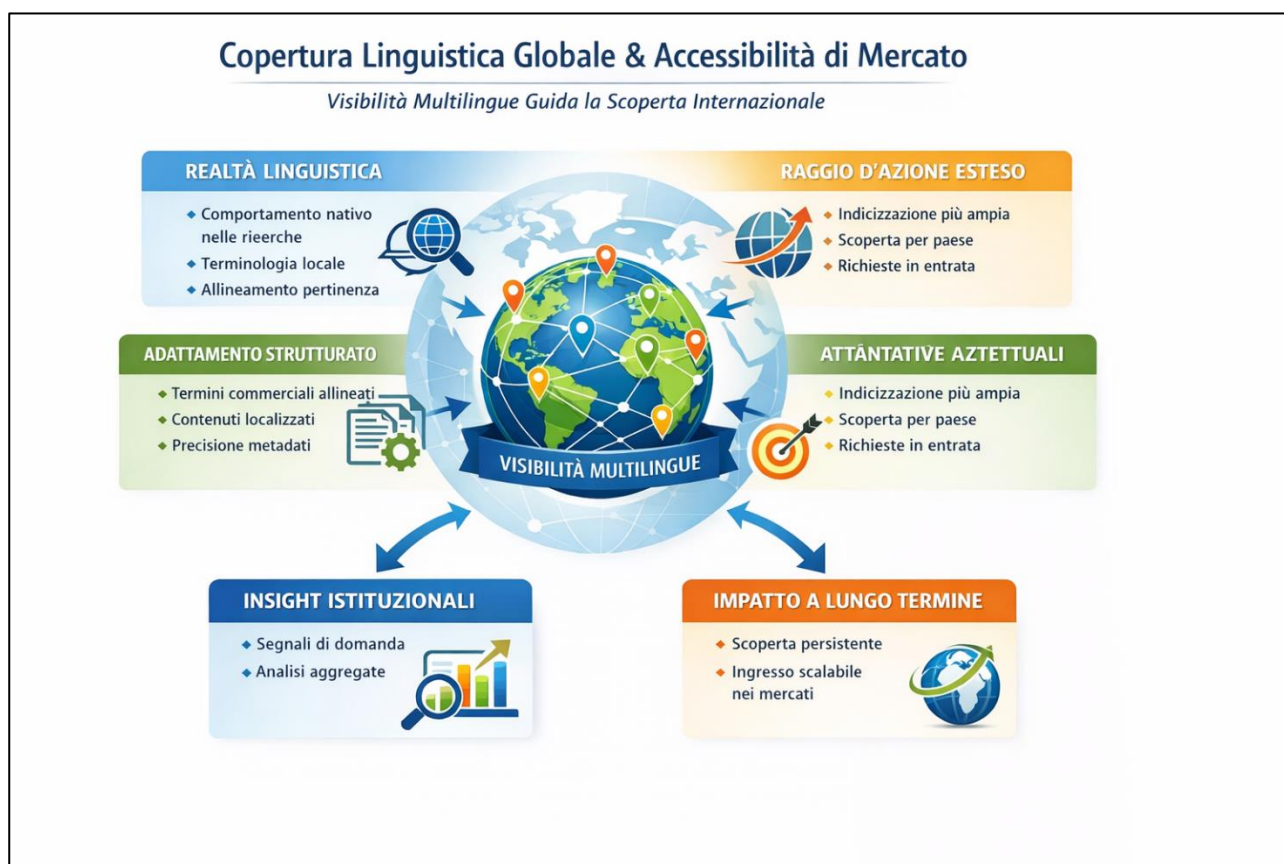 Copertura Linguistica Globale & Accessibilità di Mercato
Visibilità Multilingue Guida la Scoperta Internazionale
REALTÀ LINGUISTICA
Comportamento nativo
nelle rieerche
Terminologia locale
Allineamento pertinenza
RAGGIO D'AZIONE ESTESO
Indicizzazione più ampia
Scoperta per paese
Richieste in entrata
ADATTAMENTO STRUTTURATO
Termini commerciali allineati
Contenuti localizzati
Precisione metadati
ATTÁNTATIVE AZTETTUALI
Indicizzazione più ampia
Scoperta per paese
Richieste in entrata
VISIBILITÀ MULTILINGUE
INSIGHT ISTITUZIONALI
Segnali di domanda
Analisi aggregate
IMPATTO A LUNGO TERMINE
Scoperta persistente
Ingresso scalabile
nei mercati